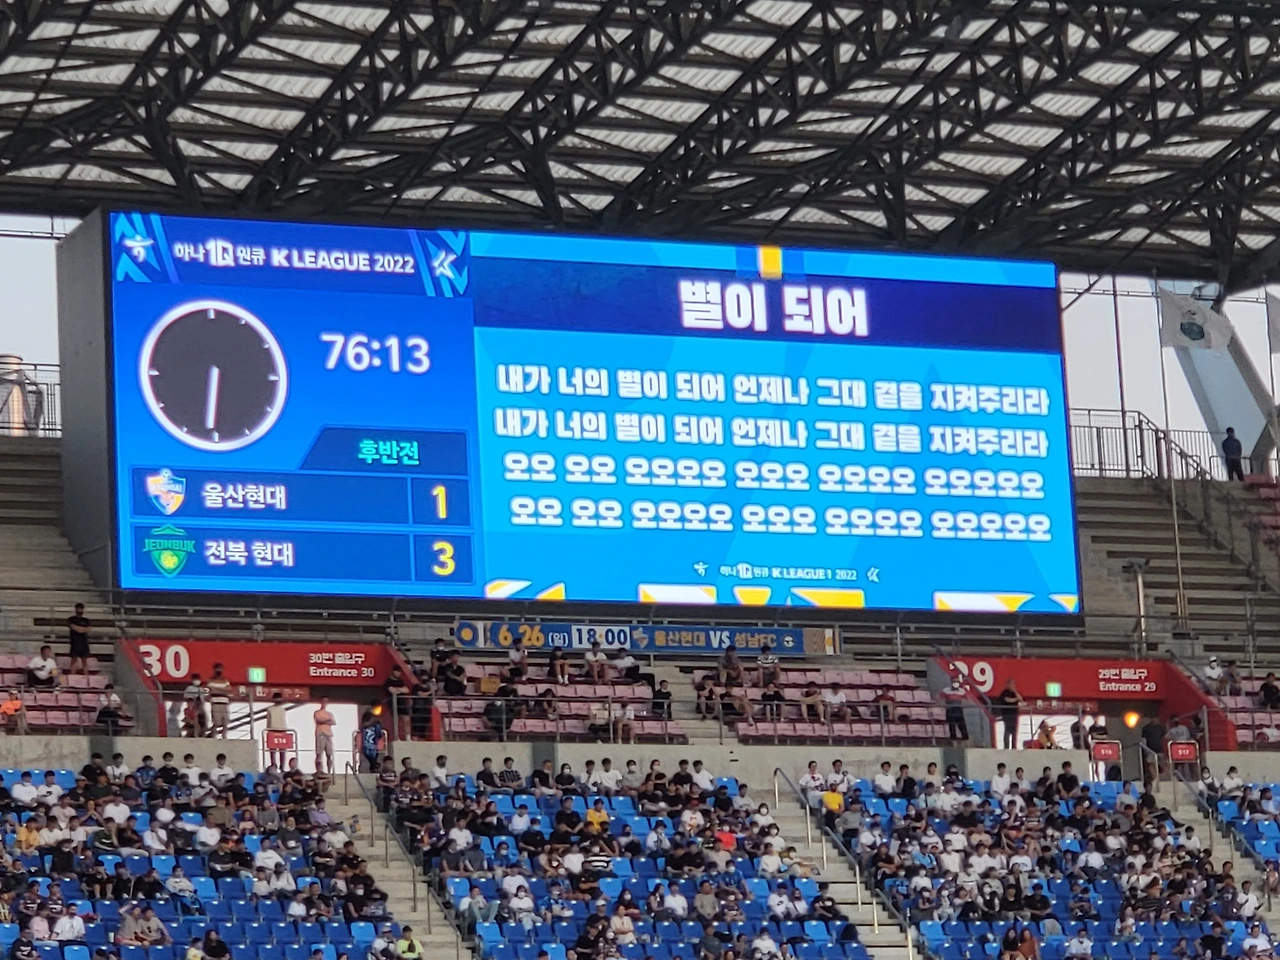 하나 1Q 원큐 K LEAGUE 2022
76:13
후반전
울산현대 1
JEONBUK
전북 현대 3
별이 되어
내가 너의 별이 되어 언제나 그대 곁을 지켜주리라
내가 너의 별이 되어 언제나 그대 곁을 지켜주리라
오오 오오 오오오오 오오오 오오오오 오오오오오
오오 오오 오오오오 오오오 오오오오 오오오오오
하나 1Q 원큐 K LEAGUE 1 2022
6.26 (일) 18:00 울산현대 VS 성남FC
30
30번 출입구
Entrance 30
29
29번 출입구
Entrance 29
S14
S17